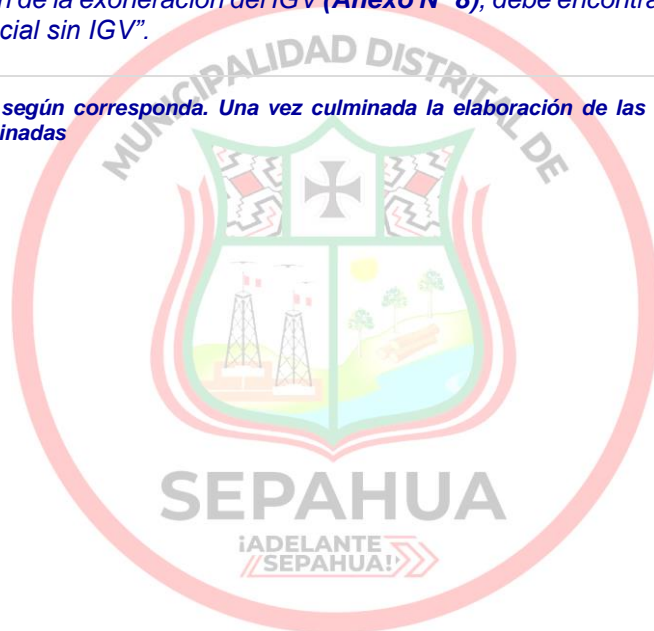 n de la exoneración del IGV (Anexo N° 8), debe encontra
cial sin IGV”.
según corresponda. Una vez culminada la elaboración de las
inadas
MUNICIPALIDAD DISTRITAL DE
SEPAHUA
¡ADELANTE
SEPAHUA!